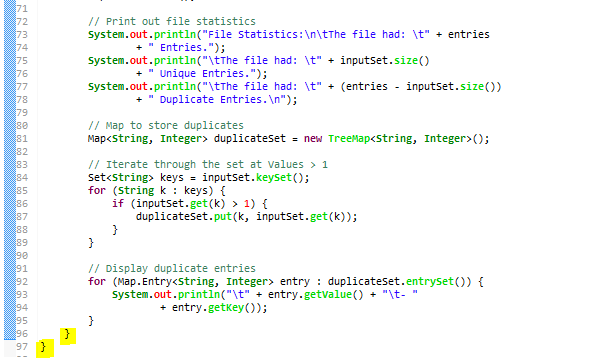 71
72 // Print out file statistics
73 System.out.println("File Statistics:\n\tThe file had: \t" + entries
74 + " Entries.");
75 System.out.println("\tThe file had: \t" + inputSet.size()
76 + " Unique Entries.");
77 System.out.println("\tThe file had: \t" + (entries - inputSet.size())
78 + " Duplicate Entries.\n");
79
80 // Map to store duplicates
81 Map<String, Integer> duplicateSet = new TreeMap<String, Integer>();
82
83 // Iterate through the set at Values > 1
84 Set<String> keys = inputSet.keySet();
85 for (String k : keys) {
86 if (inputSet.get(k) > 1) {
87 duplicateSet.put(k, inputSet.get(k));
88 }
89 }
90
91 // Display duplicate entries
92 for (Map.Entry<String, Integer> entry : duplicateSet.entrySet()) {
93 System.out.println("\t" + entry.getValue() + "\t- "
94 + entry.getKey());
95 }
96 }
97 }